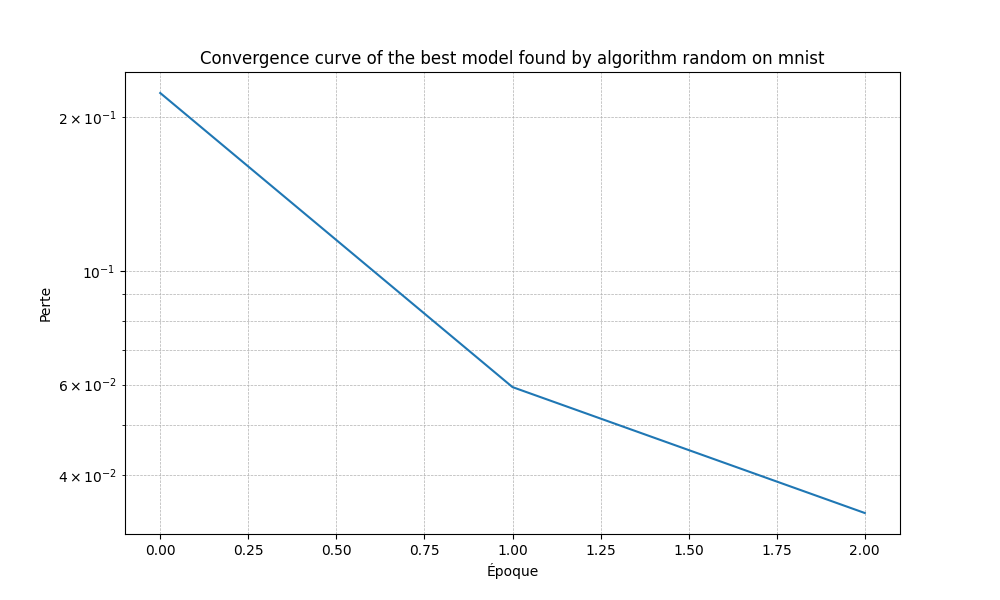 Convergence curve of the best model found by algorithm random on mnist
2 × 10⁻¹
10⁻¹
6 × 10⁻²
4 × 10⁻²
Perte
0.00 0.25 0.50 0.75 1.00 1.25 1.50 1.75 2.00
Époque